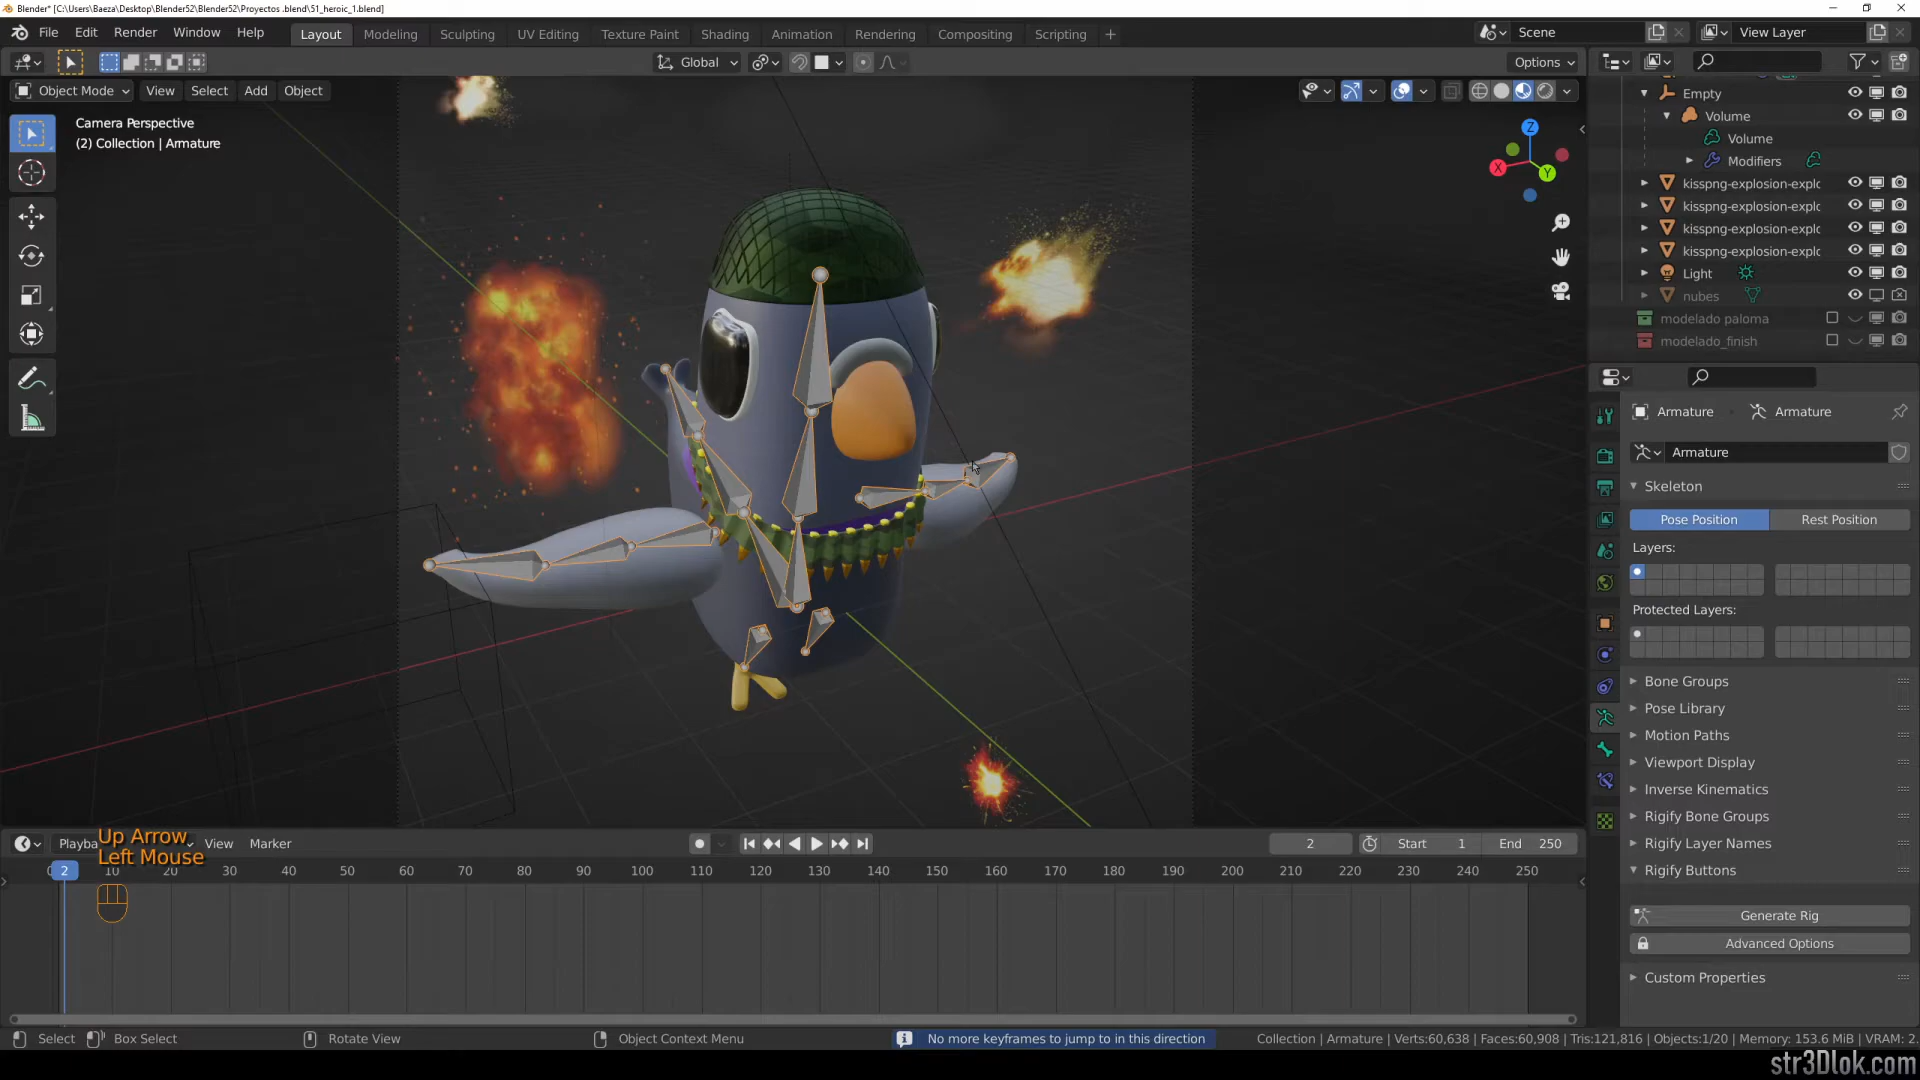 Blender* [C:\Users\Baeza\Desktop\Blender52\Blender52\Proyectos .blend\51_heroic_1.blend]
File Edit Render Window Help Layout Modeling Sculpting UV Editing Texture Paint Shading Animation Rendering Compositing Scripting + Scene View Layer
Global Options
Object Mode View Select Add Object
Camera Perspective
(2) Collection | Armature
Z
X
Y
Empty
Volume
Volume
Modifiers
kisspng-explosion-explo
kisspng-explosion-explo
kisspng-explosion-explo
kisspng-explosion-explo
Light
nubes
modelado paloma
modelado_finish
Armature Armature
Armature
Skeleton
Pose Position Rest Position
Layers:
Protected Layers:
Bone Groups
Pose Library
Motion Paths
Viewport Display
Inverse Kinematics
Rigify Bone Groups
Rigify Layer Names
Rigify Buttons
Generate Rig
Advanced Options
Custom Properties
Up Arrow
Left Mouse
Playba View Marker 2 Start 1 End 250
2 10 20 30 40 50 60 70 80 90 100 110 120 130 140 150 160 170 180 190 200 210 220 230 240 250
Select Box Select Rotate View Object Context Menu No more keyframes to jump to in this direction Collection | Armature | Verts:60,638 | Faces:60,908 | Tris:121,816 | Objects:1/20 | Memory: 153.6 MiB | VRAM: 2.
str3Dlok.com